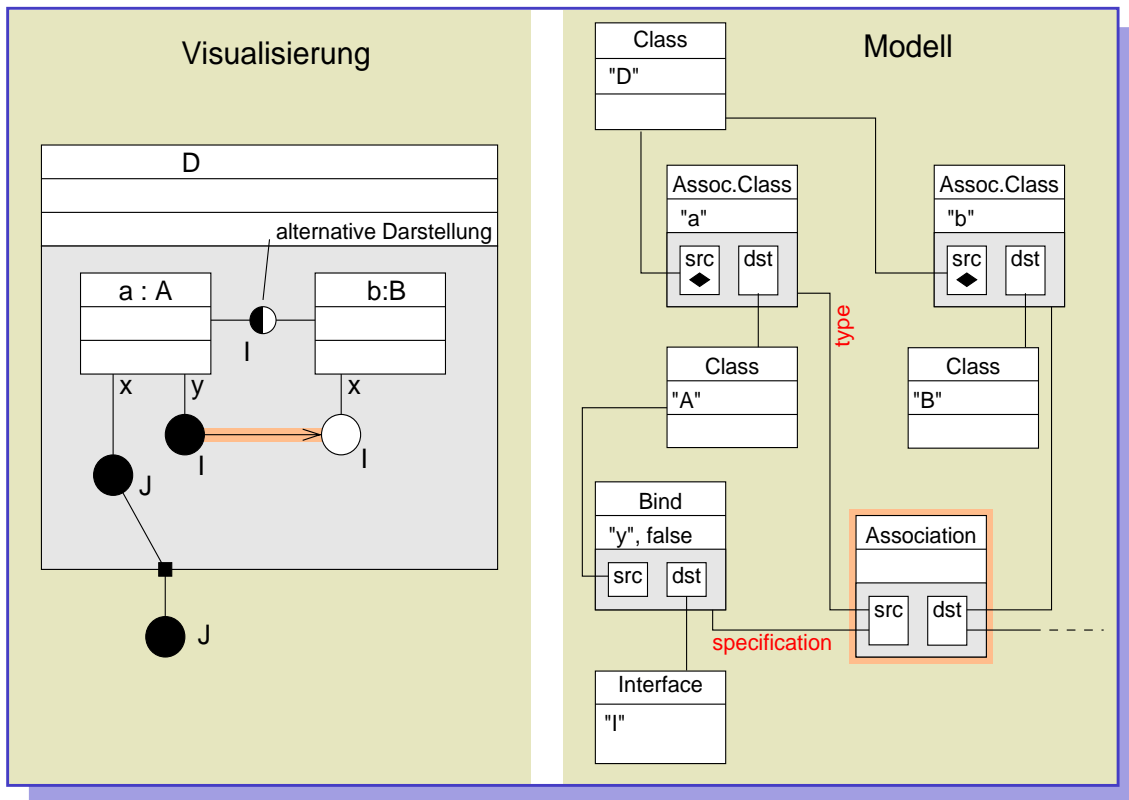 Visualisierung
D
alternative Darstellung
a : A
b:B
I
x
y
x
I
I
J
J
Modell
Class
"D"
Assoc.Class
"a"
src
dst
Assoc.Class
"b"
src
dst
type
Class
"A"
Class
"B"
Bind
"y", false
src
dst
Association
src
dst
specification
Interface
"I"